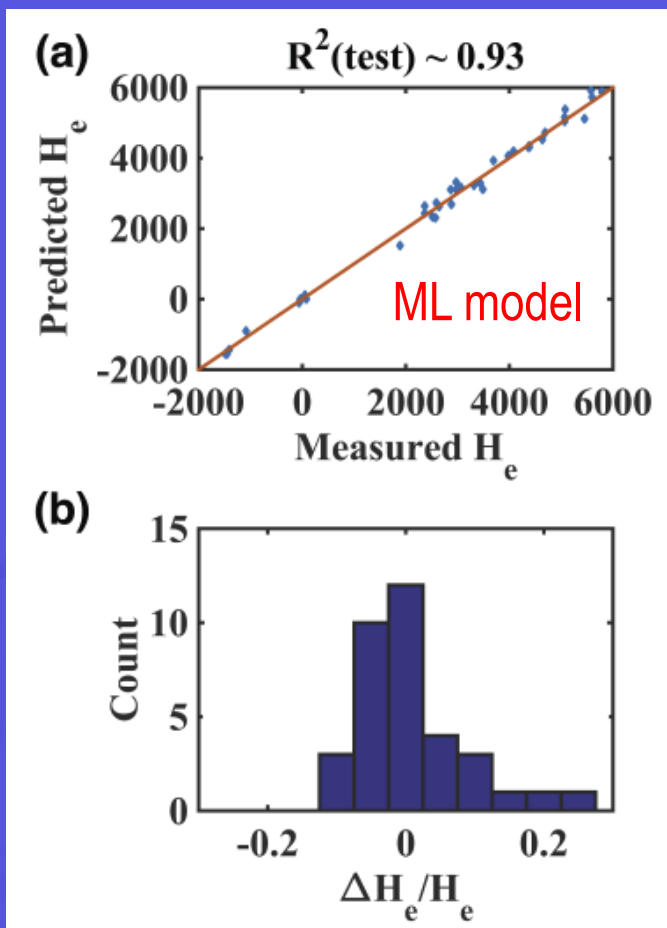 (a)
R²(test) ~ 0.93
Predicted Hₑ
6000
4000
2000
0
-2000
ML model
-2000 0 2000 4000 6000
Measured Hₑ
(b)
Count
15
10
5
0
-0.2 0 0.2
ΔHₑ/Hₑ